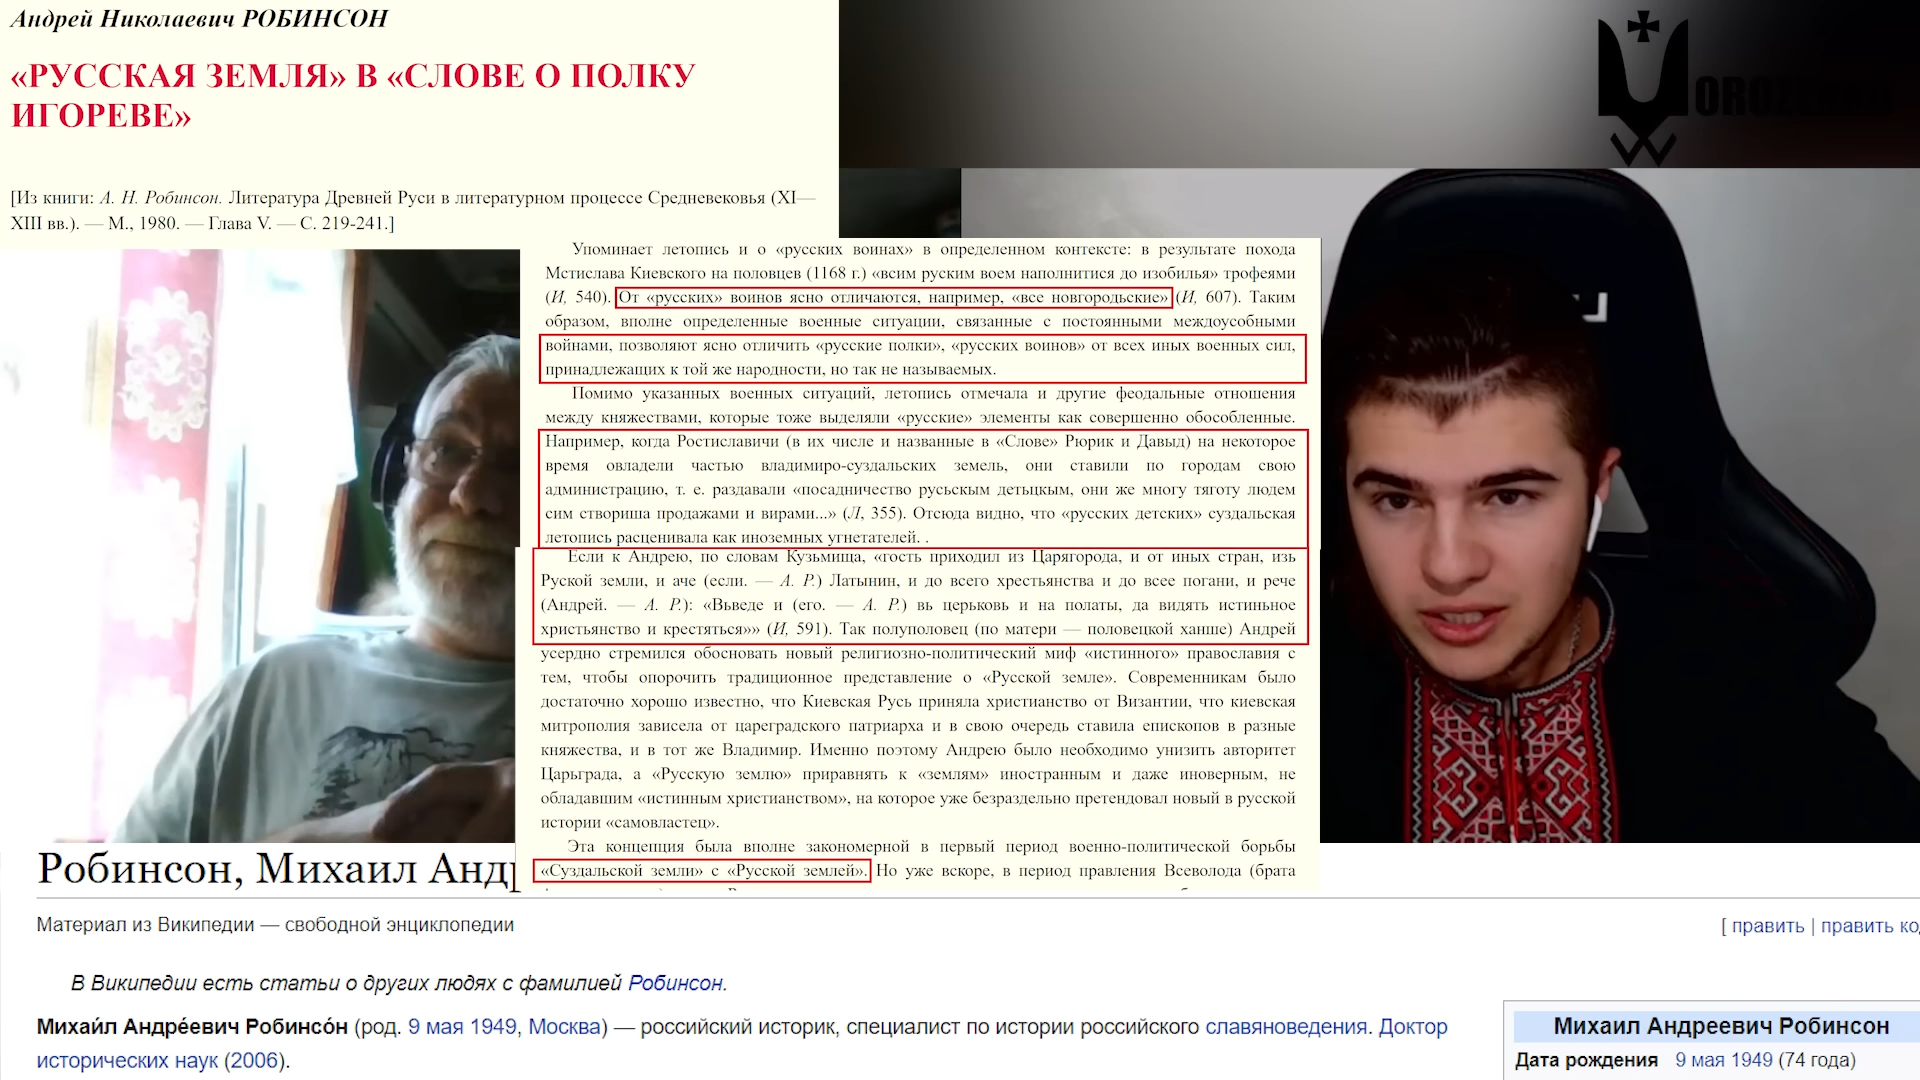 Андрей Николаевич РОБИНСОН
«РУССКАЯ ЗЕМЛЯ» В «СЛОВЕ О ПОЛКУ
ИГОРЕВЕ»
[Из книги: А. Н. Робинсон. Литература Древней Руси в литературном процессе Средневековья (XI—
XIII вв.). — М., 1980. — Глава V. — С. 219-241.]
Упоминает летопись и о «русских воинах» в определенном контексте: в результате похода
Мстислава Киевского на половцев (1168 г.) «всим руским воем наполнитися до изобилья» трофеями
(И, 540). От «русских» воинов ясно отличаются, например, «все новгородьские» (И, 607). Таким
образом, вполне определенные военные ситуации, связанные с постоянными междоусобными
войнами, позволяют ясно отличить «русские полки», «русских воинов» от всех иных военных сил,
принадлежащих к той же народности, но так не называемых.
Помимо указанных военных ситуаций, летопись отмечала и другие феодальные отношения
между княжествами, которые тоже выделяли «русские» элементы как совершенно обособленные.
Например, когда Ростиславичи (в их числе и названные в «Слове» Рюрик и Давыд) на некоторое
время овладели частью владимиро-суздальских земель, они ставили по городам свою
администрацию, т. е. раздавали «посадничество русьским детьцкым, они же многу тяготу людем
сим створиша продажами и вирами...» (Л, 355). Отсюда видно, что «русских детских» суздальская
летопись расценивала как иноземных угнетателей. .
Если к Андрею, по словам Кузьмища, «гость приходил из Царягорода, и от иных стран, изь
Руской земли, и аче (если. — А. Р.) Латынин, и до всего хрестьянства и до всее погани, и рече
(Андрей. — А. Р.): «Вьведе и (его. — А. Р.) вь церьковь и на полаты, да видять истиньное
христьянство и крестяться»» (И, 591). Так полуполовец (по матери — половецкой ханше) Андрей
усердно стремился обосновать новый религиозно-политический миф «истинного» православия с
тем, чтобы опорочить традиционное представление о «Русской земле». Современникам было
достаточно хорошо известно, что Киевская Русь приняла христианство от Византии, что киевская
митрополия зависела от цареградского патриарха и в свою очередь ставила епископов в разные
княжества, и в тот же Владимир. Именно поэтому Андрею было необходимо унизить авторитет
Царьграда, а «Русскую землю» приравнять к «землям» иностранным и даже иноверным, не
обладавшим «истинным христианством», на которое уже безраздельно претендовал новый в русской
истории «самовластец».
Эта концепция была вполне закономерной в первый период военно-политической борьбы
«Суздальской земли» с «Русской землей». Но уже вскоре, в период правления Всеволода (брата
Робинсон, Михаил Анд
Материал из Википедии — свободной энциклопедии
[ править | править ко
В Википедии есть статьи о других людях с фамилией Робинсон.
Михаи́л Андре́евич Робинсо́н (род. 9 мая 1949, Москва) — российский историк, специалист по истории российского славяноведения. Доктор
исторических наук (2006).
Михаил Андреевич Робинсон
Дата рождения 9 мая 1949 (74 года)